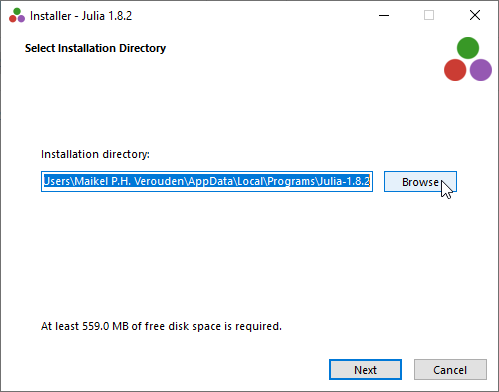 Installer - Julia 1.8.2
Select Installation Directory
Installation directory:
Users\Maikel P.H. Verouden\AppData\Local\Programs\Julia-1.8.2
Browse
At least 559.0 MB of free disk space is required.
Next
Cancel